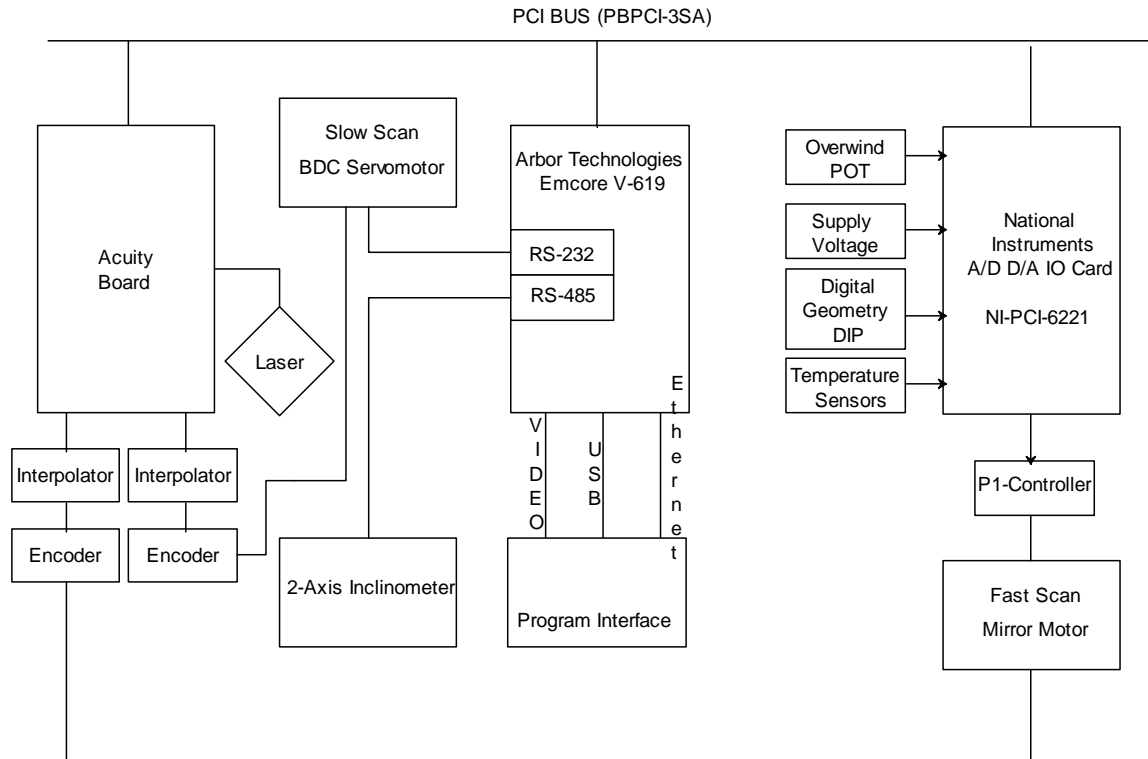 PCI BUS (PBPCI-3SA)
Slow Scan
BDC Servomotor
Arbor Technologies
Emcore V-619
RS-232
RS-485
Acuity
Board
Laser
Overwind
POT
Supply
Voltage
Digital
Geometry
DIP
Temperature
Sensors
National
Instruments
A/D D/A IO Card
NI-PCI-6221
Interpolator
Interpolator
Encoder
Encoder
2-Axis Inclinometer
VIDEO
USB
Ethernet
Program Interface
P1-Controller
Fast Scan
Mirror Motor